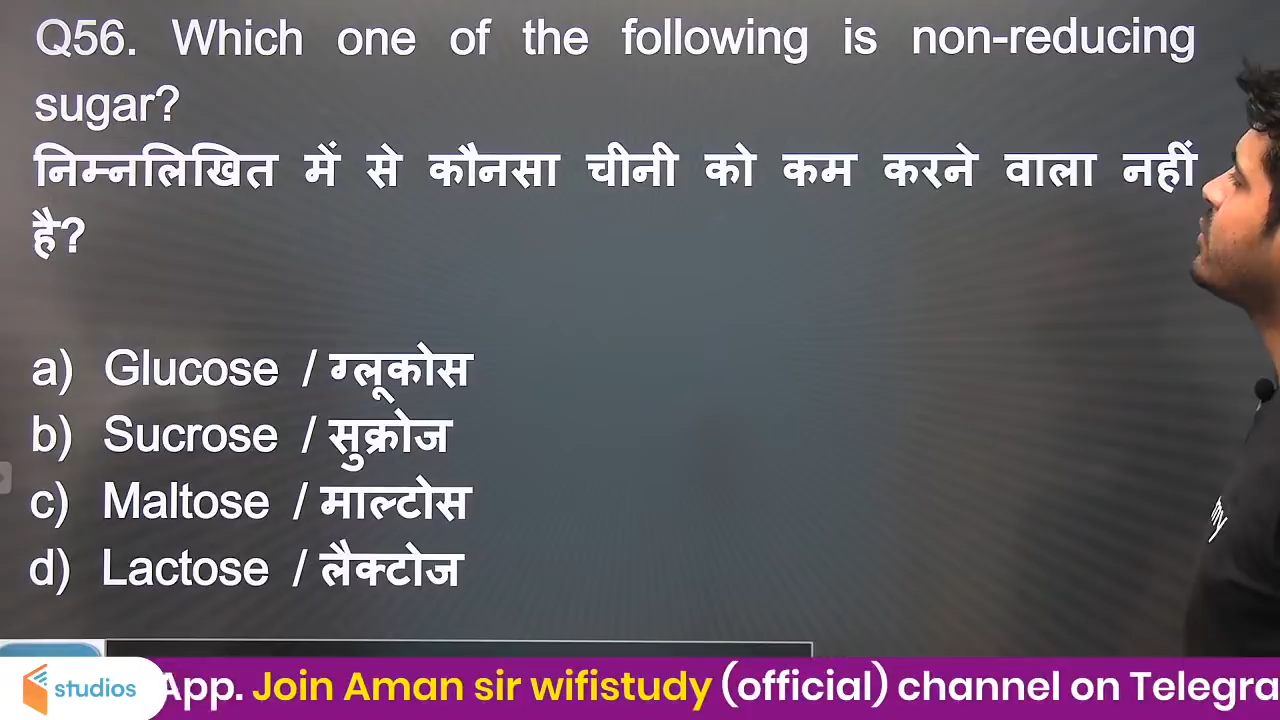 Q56. Which one of the following is non-reducing
sugar?
निम्नलिखित में से कौनसा चीनी को कम करने वाला नहीं
है?
a) Glucose / ग्लूकोस
b) Sucrose / सुक्रोज
c) Maltose / माल्टोस
d) Lactose / लैक्टोज
studios
App. Join Aman sir wifistudy (official) channel on Telegra